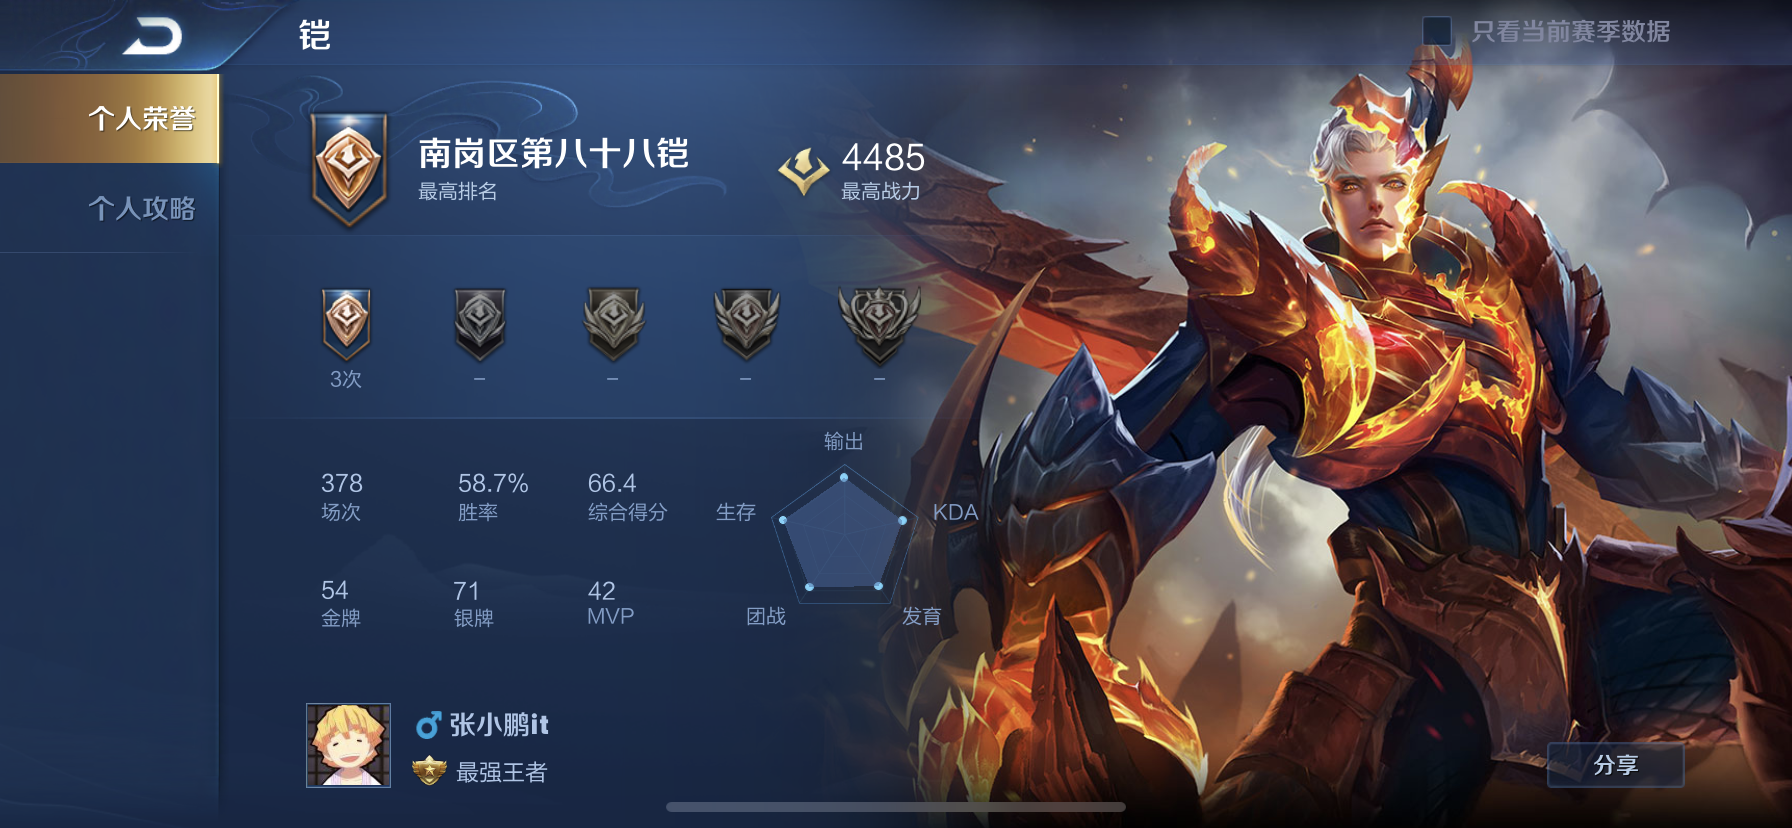 铠
只看当前赛季数据
个人荣誉
个人攻略
南岗区第八十八铠
最高排名
4485
最高战力
3次
-
-
-
-
378
场次
58.7%
胜率
66.4
综合得分
54
金牌
71
银牌
42
MVP
输出
生存
KDA
团战
发育
张小鹏it
最强王者
分享